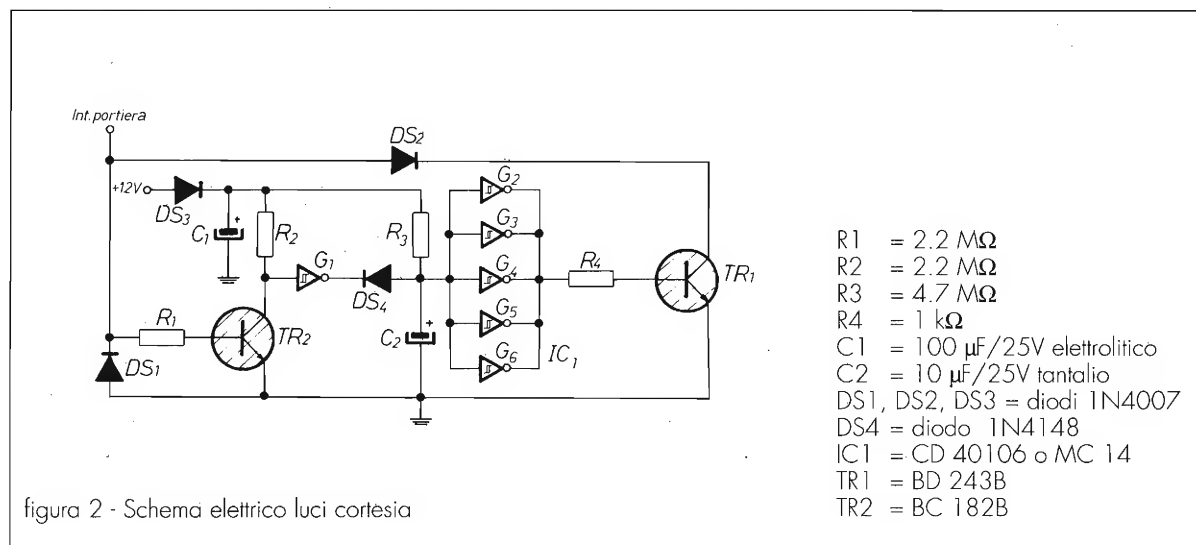 Int. portiera
DS2
+12V
DS3
C1
+
R2
R3
G1
DS4
C2
+
G2
G3
G4
G5
G6
IC1
R4
TR1
R1
TR2
DS1
R1 = 2.2 MΩ
R2 = 2.2 MΩ
R3 = 4.7 MΩ
R4 = 1 kΩ
C1 = 100 µF/25V elettrolitico
C2 = 10 µF/25V tantalio
DS1, DS2, DS3 = diodi 1N4007
DS4 = diodo 1N4148
IC1 = CD 40106 o MC 14
TR1 = BD 243B
TR2 = BC 182B
figura 2 - Schema elettrico luci cortesia